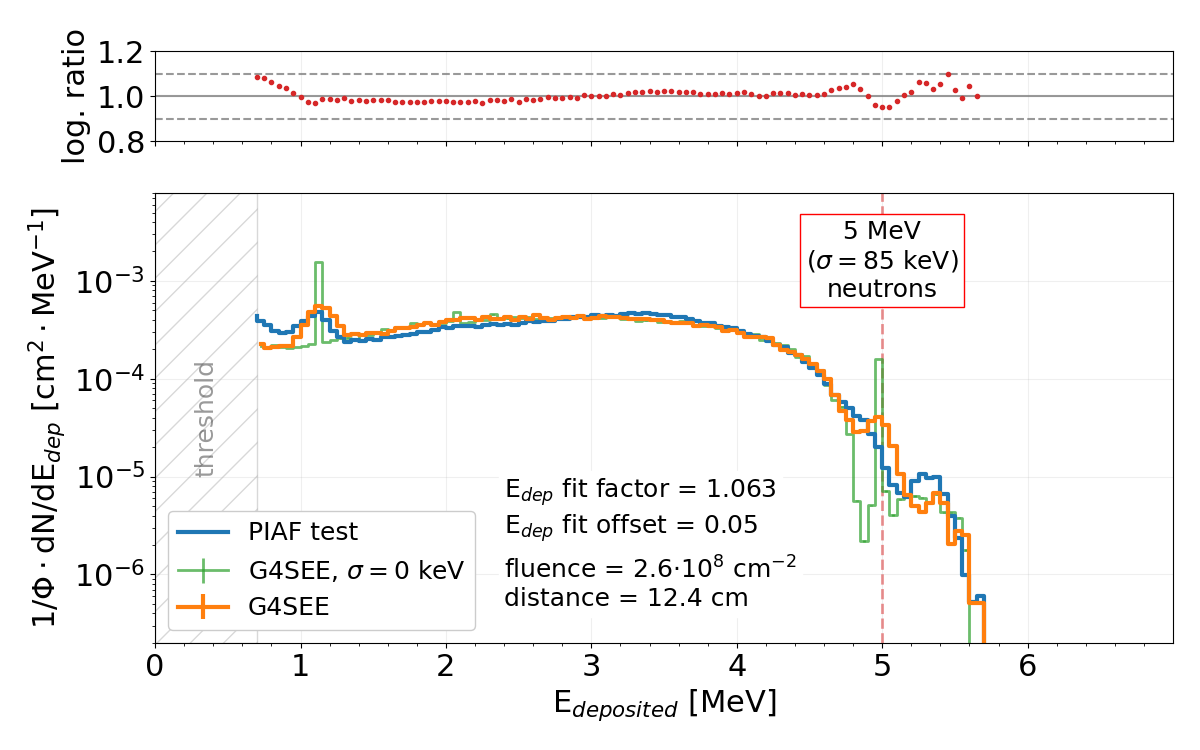 log. ratio
1.2
1.0
0.8
1/Φ · dN/dE_dep [cm² · MeV⁻¹]
10⁻³
10⁻⁴
10⁻⁵
10⁻⁶
threshold
5 MeV
(σ = 85 keV)
neutrons
E_dep fit factor = 1.063
E_dep fit offset = 0.05
fluence = 2.6·10⁸ cm⁻²
distance = 12.4 cm
PIAF test
G4SEE, σ = 0 keV
G4SEE
0 1 2 3 4 5 6
E_deposited [MeV]